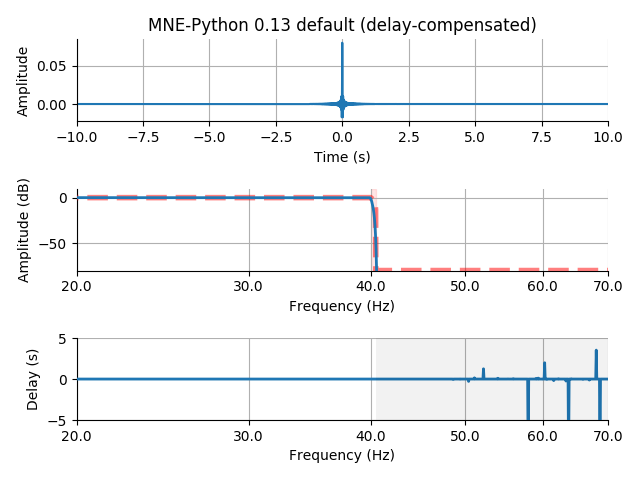 MNE-Python 0.13 default (delay-compensated)
Amplitude
0.05
0.00
−10.0 −7.5 −5.0 −2.5 0.0 2.5 5.0 7.5 10.0
Time (s)
Amplitude (dB)
0
−50
20.0 30.0 40.0 50.0 60.0 70.0
Frequency (Hz)
Delay (s)
5
0
−5
20.0 30.0 40.0 50.0 60.0 70.0
Frequency (Hz)